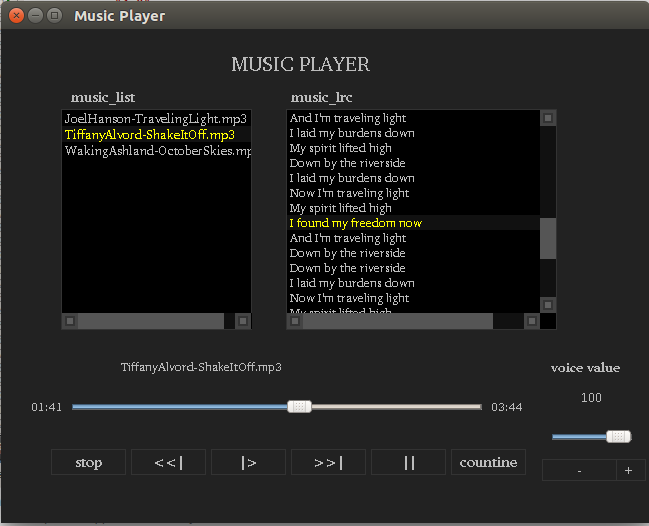 Music Player
MUSIC PLAYER
music_list
JoelHanson-TravelingLight.mp3
TiffanyAlvord-ShakeItOff.mp3
WakingAshland-OctoberSkies.mp
music_lrc
And I'm traveling light
I laid my burdens down
My spirit lifted high
Down by the riverside
I laid my burdens down
Now I'm traveling light
My spirit lifted high
I found my freedom now
And I'm traveling light
Down by the riverside
Down by the riverside
I laid my burdens down
Now I'm traveling light
My spirit lifted high
TiffanyAlvord-ShakeItOff.mp3
voice value
01:41
03:44
100
stop
<<|
|>
>>|
||
countine
-
+